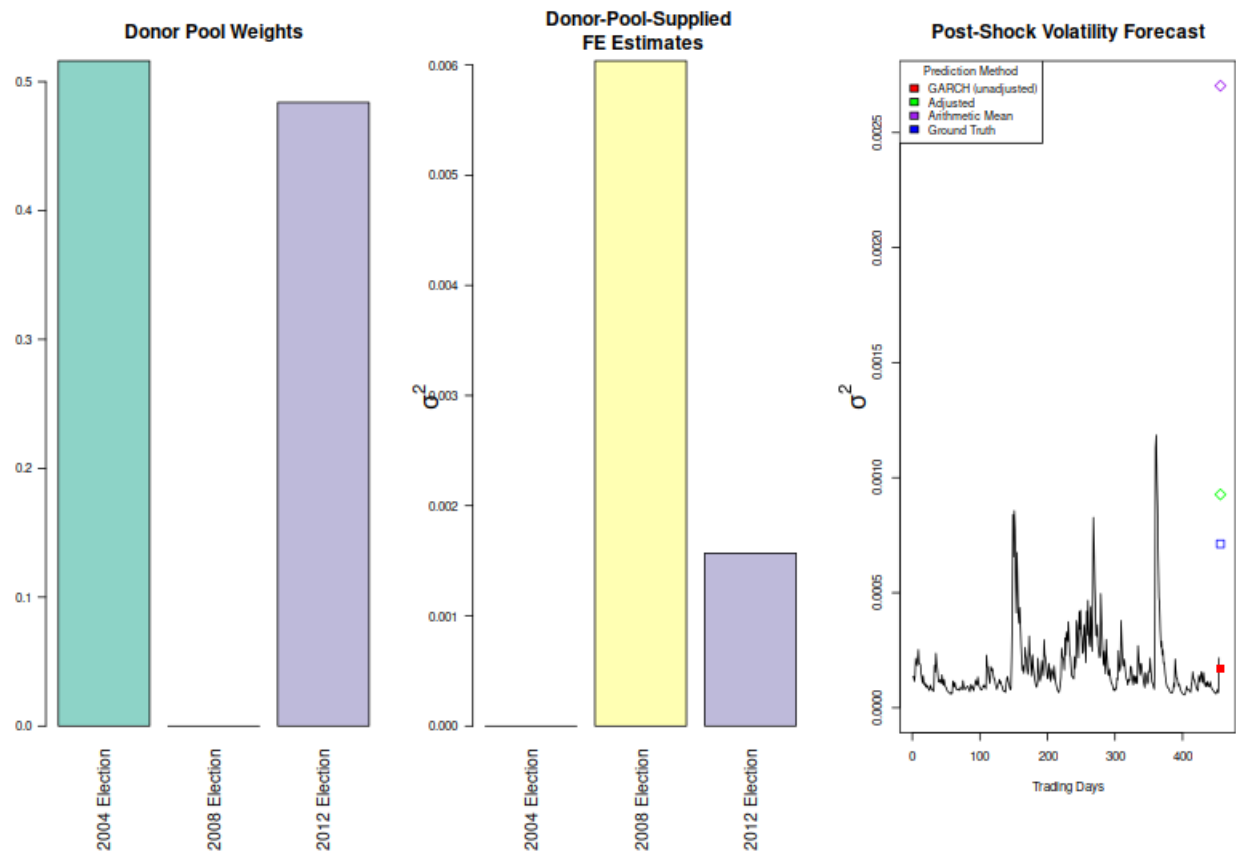 Donor Pool Weights
0.5
0.4
0.3
0.2
0.1
0.0
2004 Election
2008 Election
2012 Election
Donor-Pool-Supplied
FE Estimates
σ2
0.006
0.005
0.004
0.003
0.002
0.001
0.000
2004 Election
2008 Election
2012 Election
Post-Shock Volatility Forecast
Prediction Method
GARCH (unadjusted)
Adjusted
Arithmetic Mean
Ground Truth
σ2
0.0025
0.0020
0.0015
0.0010
0.0005
0.0000
0 100 200 300 400
Trading Days